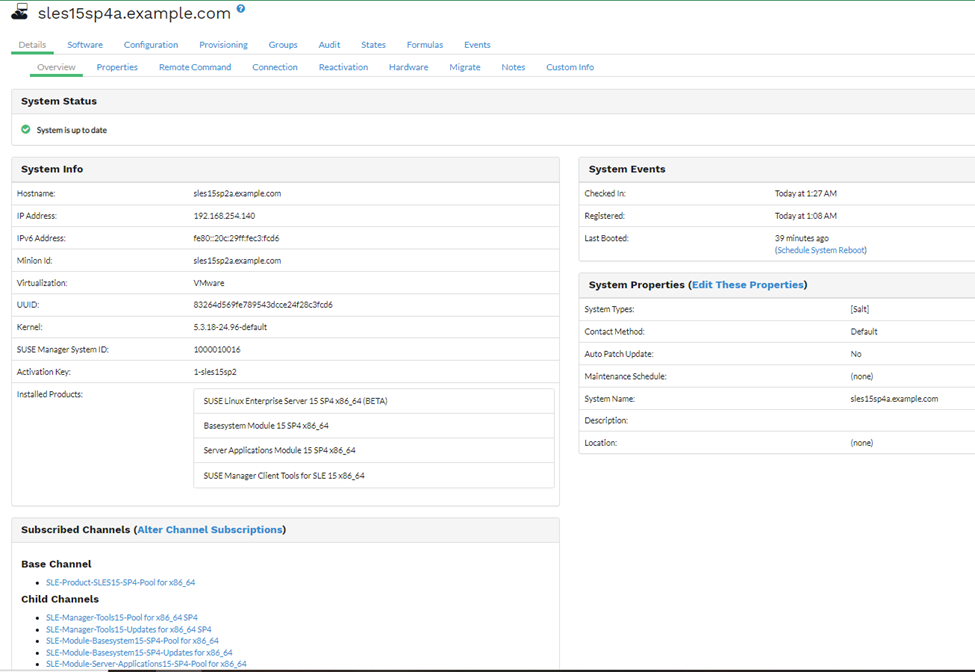 sles15sp4a.example.com ?
Details Software Configuration Provisioning Groups Audit States Formulas Events
Overview Properties Remote Command Connection Reactivation Hardware Migrate Notes Custom Info
System Status
System is up to date
System Info
Hostname: sles15sp2a.example.com
IP Address: 192.168.254.140
IPv6 Address: fe80::20c:29ff:fec3:fcd6
Minion Id: sles15sp2a.example.com
Virtualization: VMware
UUID: 83264d569fe789543dcce24f28c3fcd6
Kernel: 5.3.18-24.96-default
SUSE Manager System ID: 1000010016
Activation Key: 1-sles15sp2
Installed Products:
SUSE Linux Enterprise Server 15 SP4 x86_64 (BETA)
Basesystem Module 15 SP4 x86_64
Server Applications Module 15 SP4 x86_64
SUSE Manager Client Tools for SLE 15 x86_64
System Events
Checked In: Today at 1:27 AM
Registered: Today at 1:08 AM
Last Booted: 39 minutes ago
(Schedule System Reboot)
System Properties (Edit These Properties)
System Types: [Salt]
Contact Method: Default
Auto Patch Update: No
Maintenance Schedule: (none)
System Name: sles15sp4a.example.com
Description:
Location: (none)
Subscribed Channels (Alter Channel Subscriptions)
Base Channel
SLE-Product-SLES15-SP4-Pool for x86_64
Child Channels
SLE-Manager-Tools15-Pool for x86_64 SP4
SLE-Manager-Tools15-Updates for x86_64 SP4
SLE-Module-Basesystem15-SP4-Pool for x86_64
SLE-Module-Basesystem15-SP4-Updates for x86_64
SLE-Module-Server-Applications15-SP4-Pool for x86_64